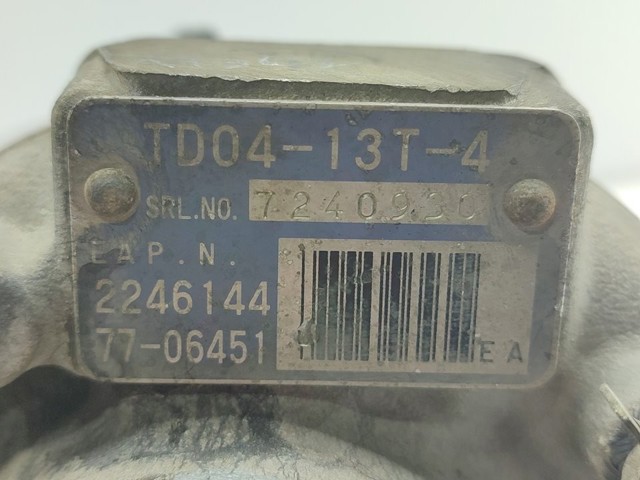 TD04-13T-4
SRL.NO. 7240930
EAP.N.
2246144
77-06451
EA